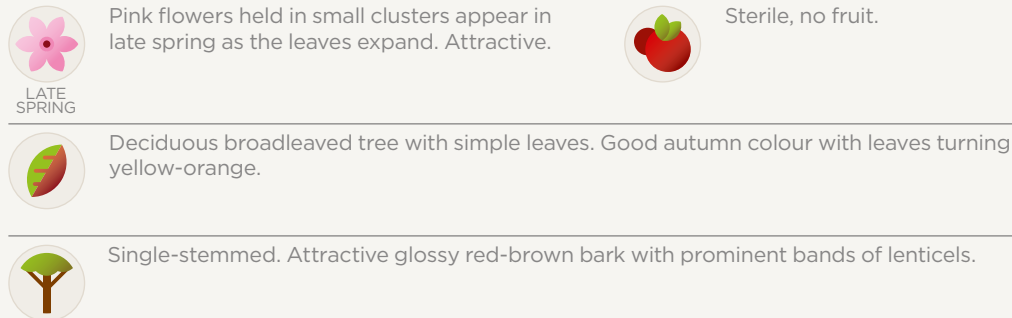 Pink flowers held in small clusters appear in
late spring as the leaves expand. Attractive.
LATE
SPRING
Sterile, no fruit.
Deciduous broadleaved tree with simple leaves. Good autumn colour with leaves turning
yellow-orange.
Single-stemmed. Attractive glossy red-brown bark with prominent bands of lenticels.